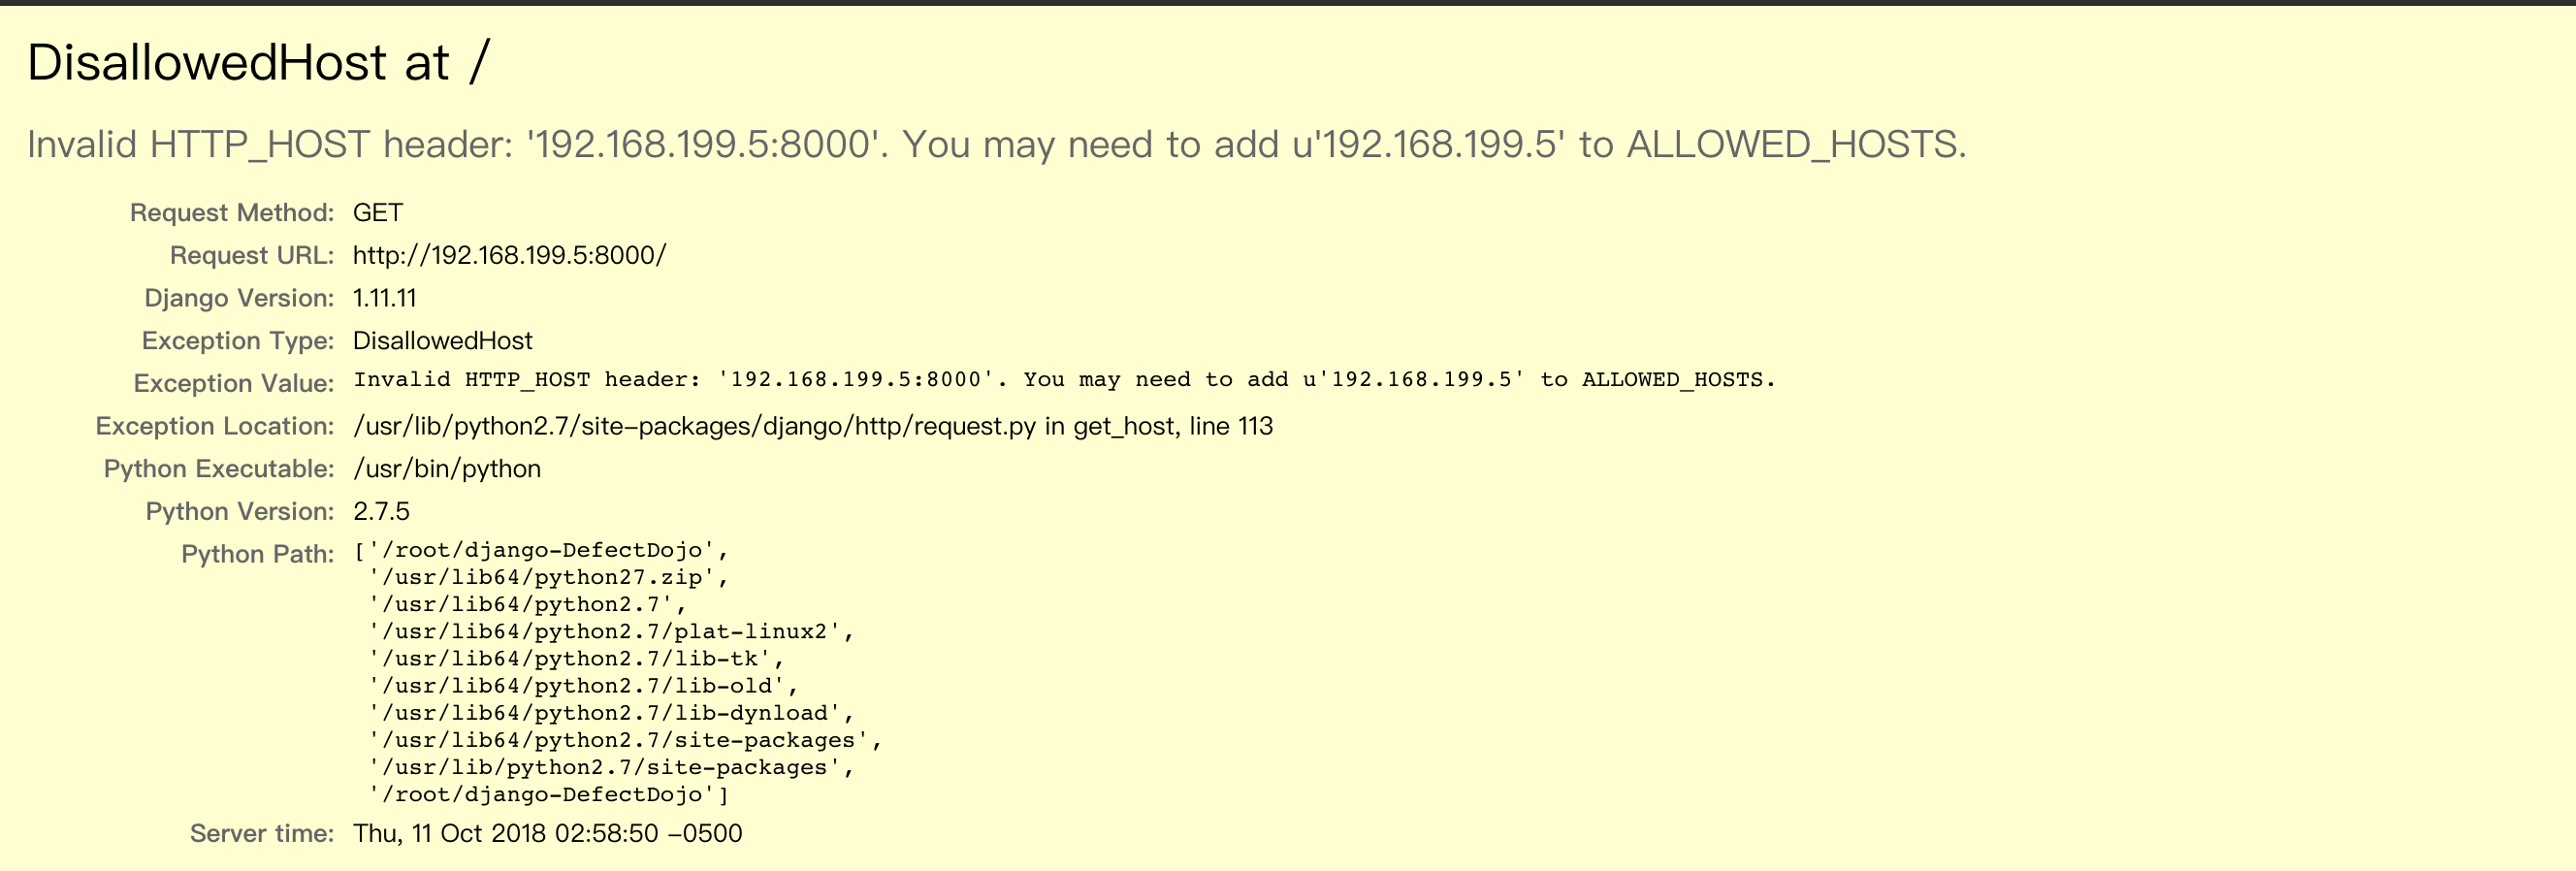 DisallowedHost at /
Invalid HTTP_HOST header: '192.168.199.5:8000'. You may need to add u'192.168.199.5' to ALLOWED_HOSTS.
Request Method: GET
Request URL: http://192.168.199.5:8000/
Django Version: 1.11.11
Exception Type: DisallowedHost
Exception Value: Invalid HTTP_HOST header: '192.168.199.5:8000'. You may need to add u'192.168.199.5' to ALLOWED_HOSTS.
Exception Location: /usr/lib/python2.7/site-packages/django/http/request.py in get_host, line 113
Python Executable: /usr/bin/python
Python Version: 2.7.5
Python Path: ['/root/django-DefectDojo',
'/usr/lib64/python27.zip',
'/usr/lib64/python2.7',
'/usr/lib64/python2.7/plat-linux2',
'/usr/lib64/python2.7/lib-tk',
'/usr/lib64/python2.7/lib-old',
'/usr/lib64/python2.7/lib-dynload',
'/usr/lib64/python2.7/site-packages',
'/usr/lib/python2.7/site-packages',
'/root/django-DefectDojo']
Server time: Thu, 11 Oct 2018 02:58:50 -0500